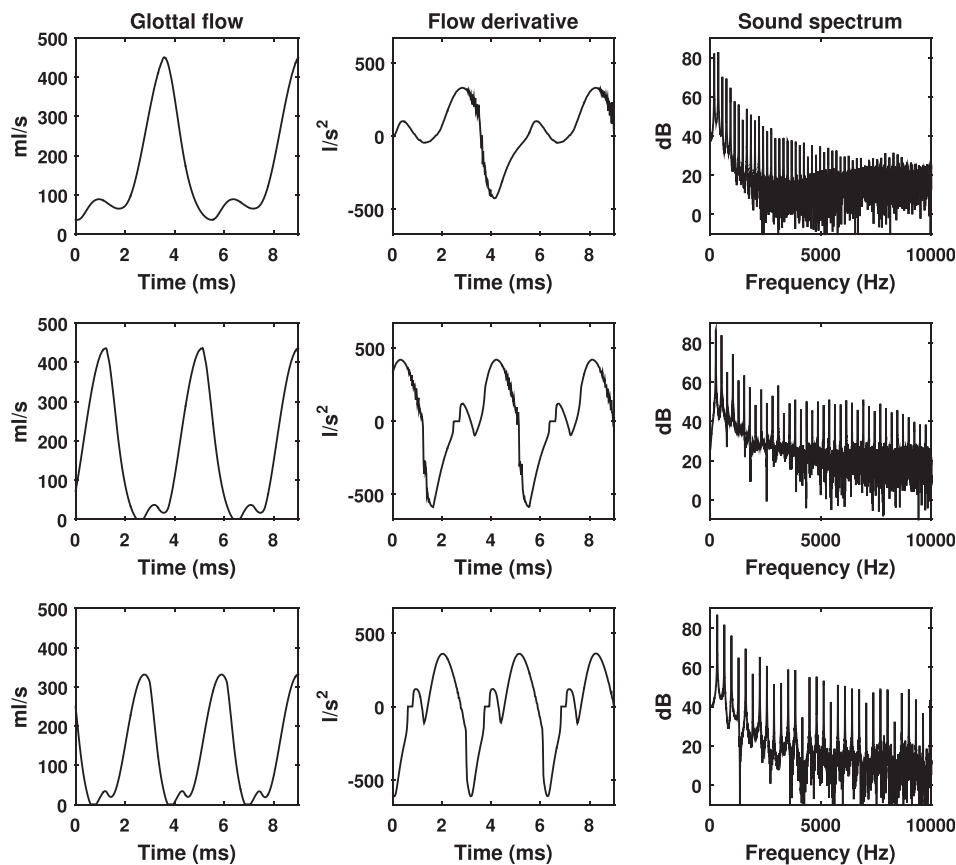 Glottal flow
Flow derivative
Sound spectrum
500
400
300
200
100
0
ml/s
0 2 4 6 8
Time (ms)
500
0
-500
l/s²
0 2 4 6 8
Time (ms)
80
60
40
20
0
dB
0 5000 10000
Frequency (Hz)
500
400
300
200
100
0
ml/s
0 2 4 6 8
Time (ms)
500
0
-500
l/s²
0 2 4 6 8
Time (ms)
80
60
40
20
0
dB
0 5000 10000
Frequency (Hz)
500
400
300
200
100
0
ml/s
0 2 4 6 8
Time (ms)
500
0
-500
l/s²
0 2 4 6 8
Time (ms)
80
60
40
20
0
dB
0 5000 10000
Frequency (Hz)